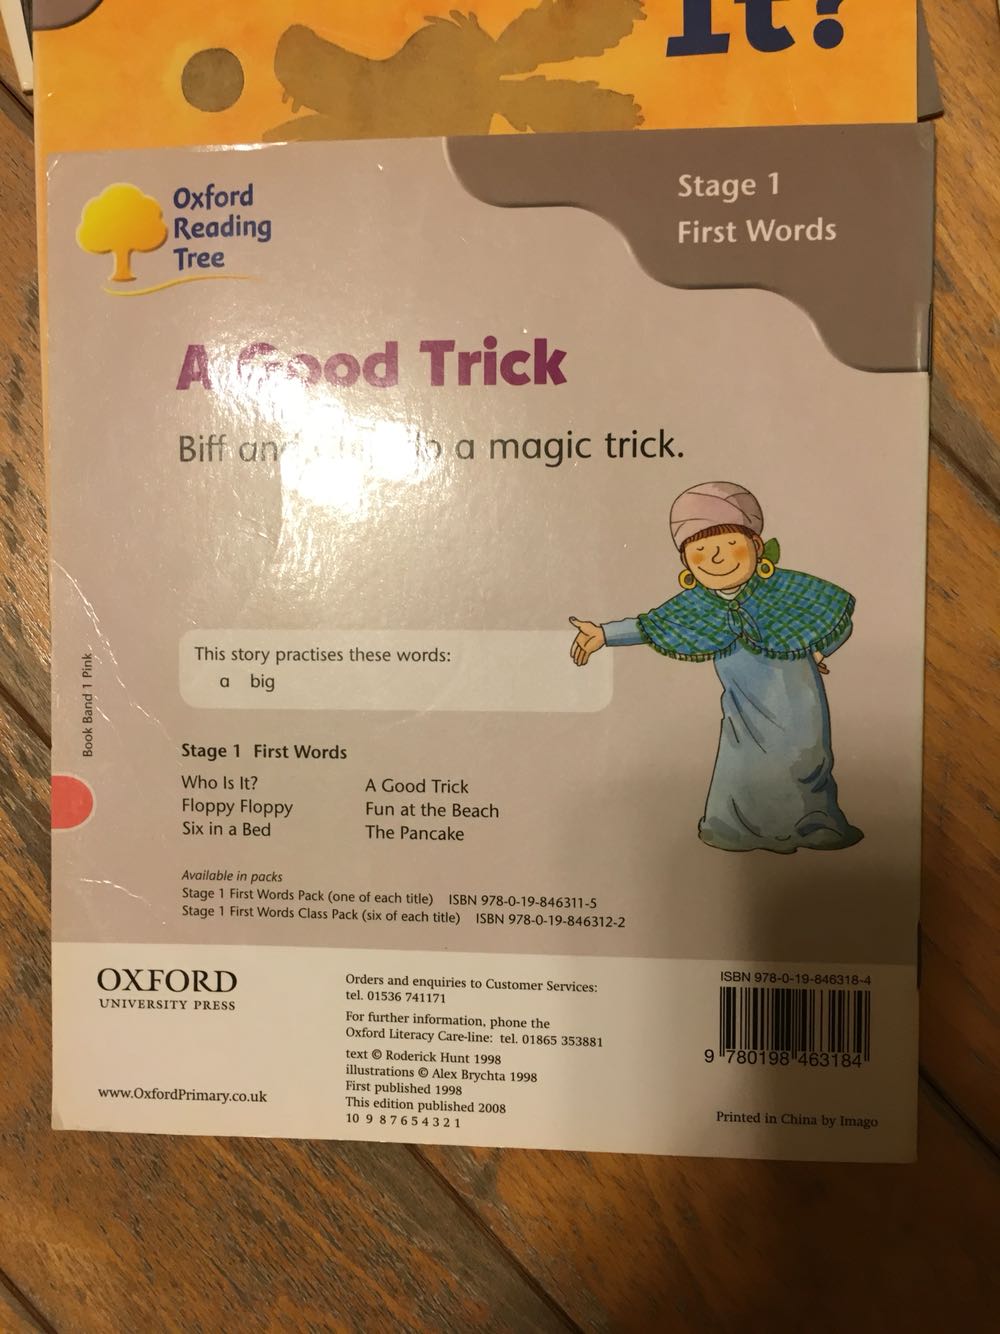 It?
Oxford
Reading
Tree
Stage 1
First Words
A Good Trick
Biff and do a magic trick.
This story practises these words:
a big
Book Band 1 Pink
Stage 1 First Words
Who Is It?
Floppy Floppy
Six in a Bed
A Good Trick
Fun at the Beach
The Pancake
Available in packs
Stage 1 First Words Pack (one of each title) ISBN 978-0-19-846311-5
Stage 1 First Words Class Pack (six of each title) ISBN 978-0-19-846312-2
OXFORD
UNIVERSITY PRESS
www.OxfordPrimary.co.uk
Orders and enquiries to Customer Services:
tel. 01536 741171
For further information, phone the
Oxford Literacy Care-line: tel. 01865 353881
text © Roderick Hunt 1998
illustrations © Alex Brychta 1998
First published 1998
This edition published 2008
10 9 8 7 6 5 4 3 2 1
ISBN 978-0-19-846318-4
9 780198 463184
Printed in China by Imago